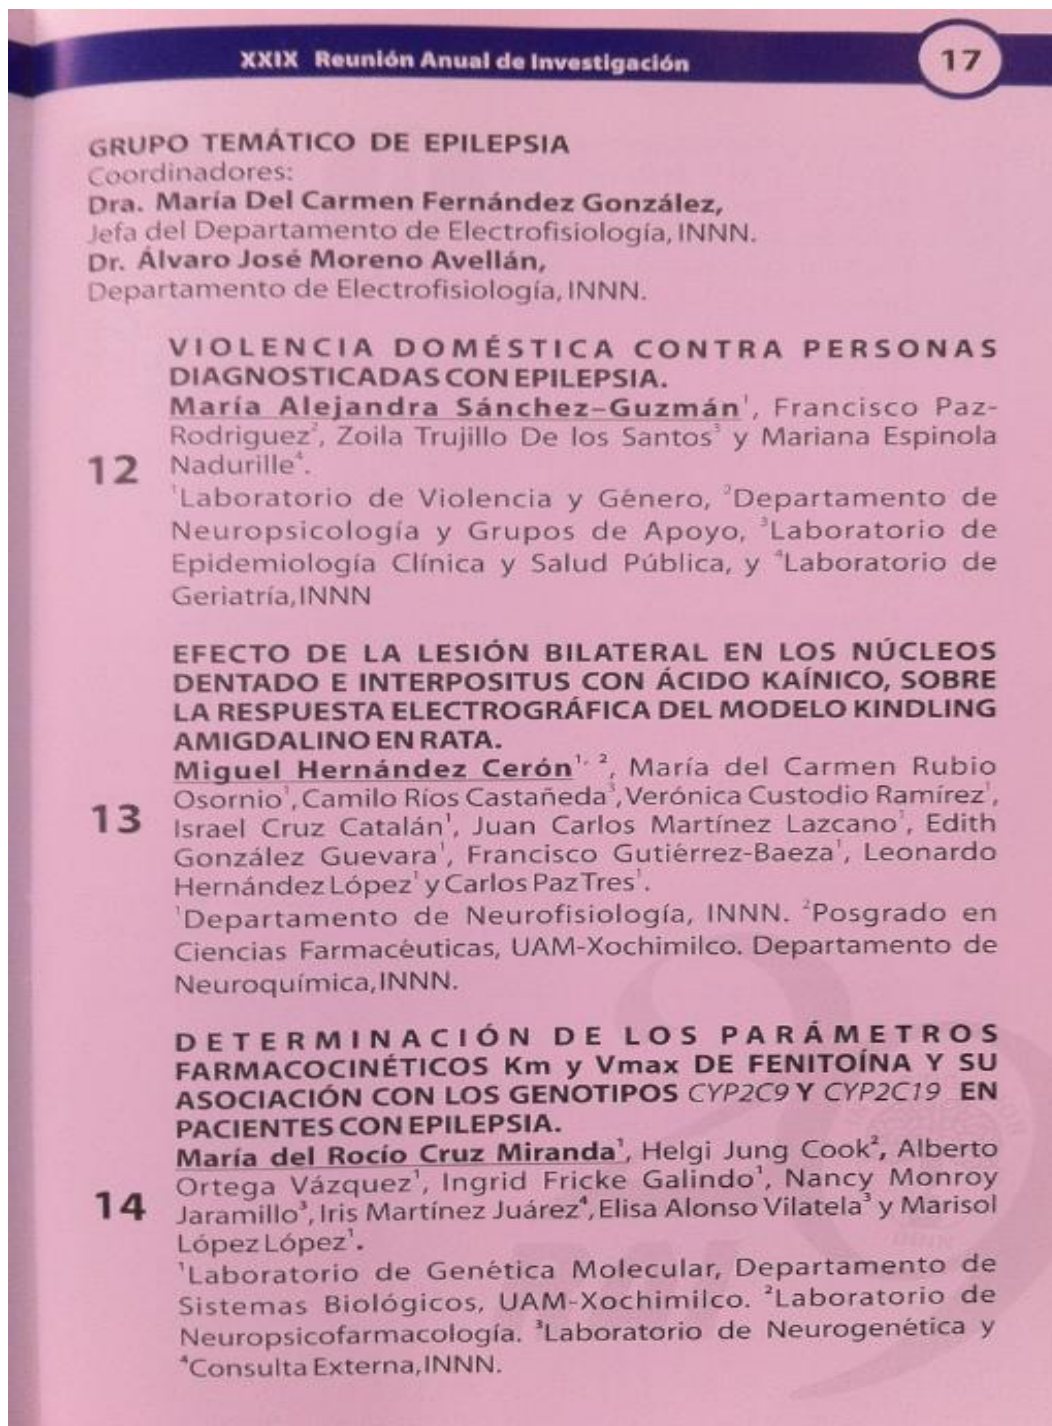 XXIX Reunión Anual de Investigación
17
GRUPO TEMÁTICO DE EPILEPSIA
Coordinadores:
Dra. María Del Carmen Fernández González,
Jefa del Departamento de Electrofisiología, INNN.
Dr. Álvaro José Moreno Avellán,
Departamento de Electrofisiología, INNN.
VIOLENCIA DOMÉSTICA CONTRA PERSONAS
DIAGNOSTICADAS CON EPILEPSIA.
María Alejandra Sánchez–Guzmán¹, Francisco Paz-
Rodriguez², Zoila Trujillo De los Santos³ y Mariana Espinola
12 Nadurille⁴.
¹Laboratorio de Violencia y Género, ²Departamento de
Neuropsicología y Grupos de Apoyo, ³Laboratorio de
Epidemiología Clínica y Salud Pública, y ⁴Laboratorio de
Geriatría, INNN
EFECTO DE LA LESIÓN BILATERAL EN LOS NÚCLEOS
DENTADO E INTERPOSITUS CON ÁCIDO KAÍNICO, SOBRE
LA RESPUESTA ELECTROGRÁFICA DEL MODELO KINDLING
AMIGDALINO EN RATA.
Miguel Hernández Cerón¹, ², María del Carmen Rubio
Osornio¹, Camilo Ríos Castañeda³, Verónica Custodio Ramírez¹,
13 Israel Cruz Catalán¹, Juan Carlos Martínez Lazcano¹, Edith
González Guevara¹, Francisco Gutiérrez-Baeza¹, Leonardo
Hernández López¹ y Carlos Paz Tres¹.
¹Departamento de Neurofisiología, INNN. ²Posgrado en
Ciencias Farmacéuticas, UAM-Xochimilco. Departamento de
Neuroquímica, INNN.
DETERMINACIÓN DE LOS PARÁMETROS
FARMACOCINÉTICOS Km y Vmax DE FENITOÍNA Y SU
ASOCIACIÓN CON LOS GENOTIPOS CYP2C9 Y CYP2C19 EN
PACIENTES CON EPILEPSIA.
María del Rocío Cruz Miranda¹, Helgi Jung Cook², Alberto
Ortega Vázquez¹, Ingrid Fricke Galindo¹, Nancy Monroy
14 Jaramillo³, Iris Martínez Juárez⁴, Elisa Alonso Vilatela³ y Marisol
López López¹.
¹Laboratorio de Genética Molecular, Departamento de
Sistemas Biológicos, UAM-Xochimilco. ²Laboratorio de
Neuropsicofarmacología. ³Laboratorio de Neurogenética y
⁴Consulta Externa, INNN.